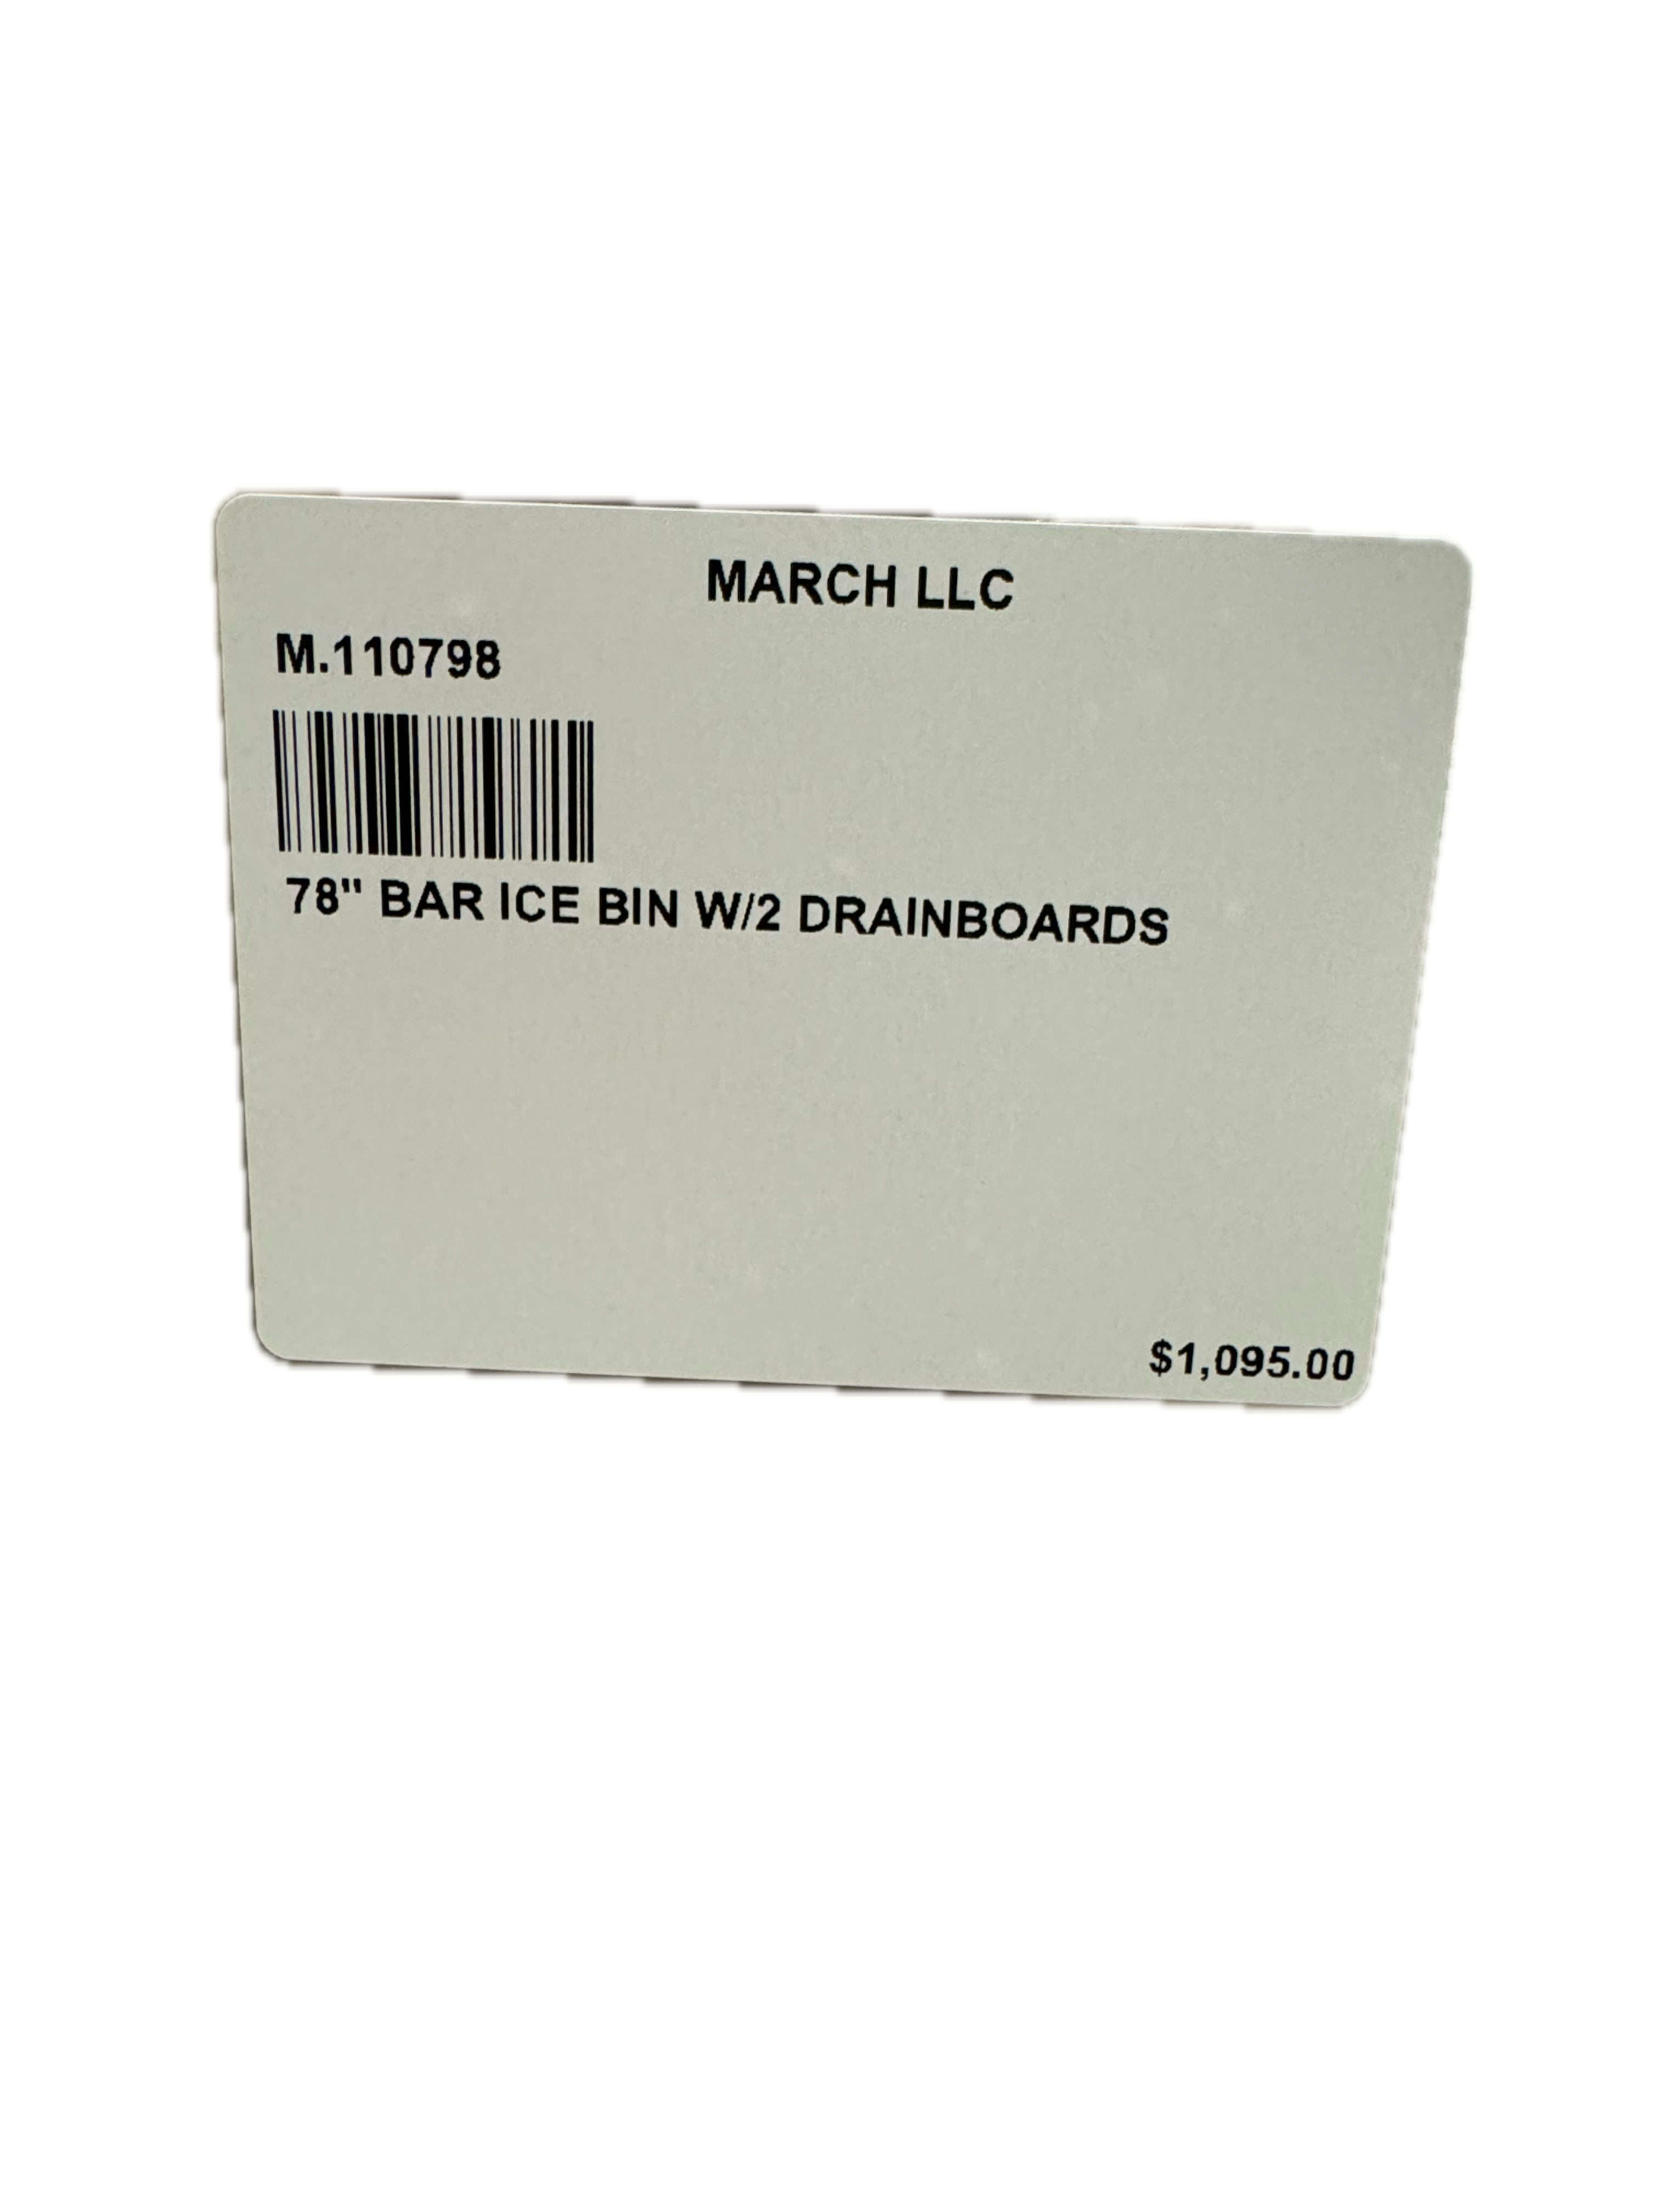 MARCH LLC
M.110798
78" BAR ICE BIN W/2 DRAINBOARDS
$1,095.00